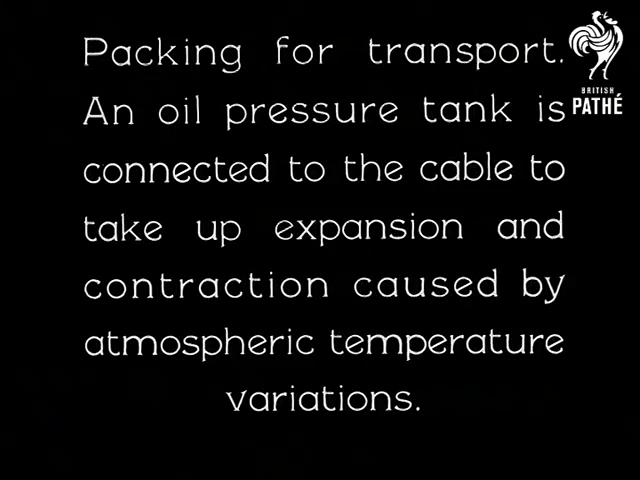 Packing for transport.
An oil pressure tank is
connected to the cable to
take up expansion and
contraction caused by
atmospheric temperature
variations.
BRITISH
PATHÉ